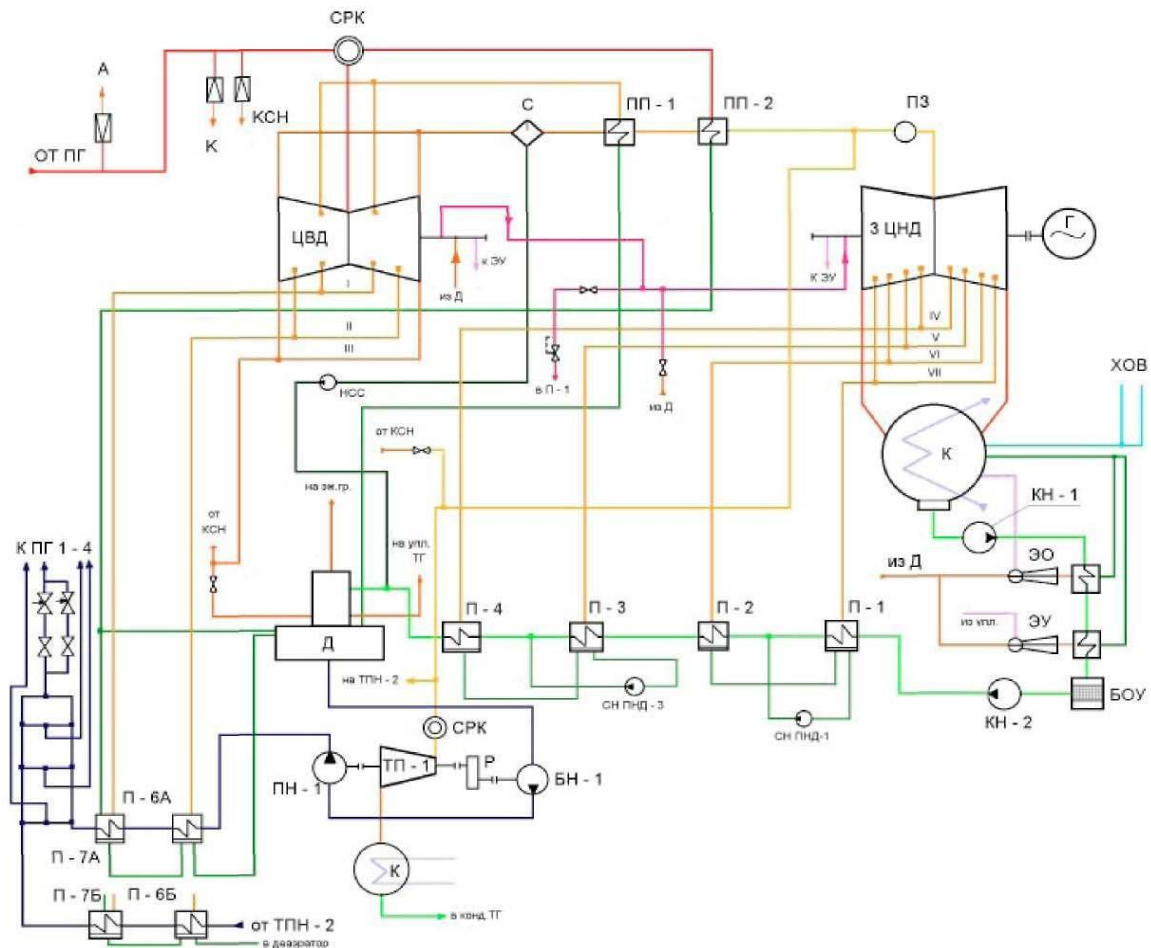 СРК
А
КСН
К
ОТ ПГ
С
ПП - 1
ПП - 2
ПЗ
ЦВД
к ЭУ
из Д
I
II
III
3 ЦНД
Г
К ЭУ
IV
V
VI
VII
ХОВ
НСС
в П - 1
из Д
от КСН
К
КН - 1
на эж.гр.
от
КСН
на упл.
ТГ
К ПГ 1 - 4
из Д
ЭО
П - 4
П - 3
П - 2
П - 1
из упл.
ЭУ
Д
на ТПН - 2
СН ПНД - 3
СН ПНД-1
КН - 2
БОУ
СРК
ПН - 1
ТП - 1
Р
БН - 1
П - 6А
П - 7А
К
П - 7Б
П - 6Б
от ТПН - 2
в конд.ТГ
в деаэратор